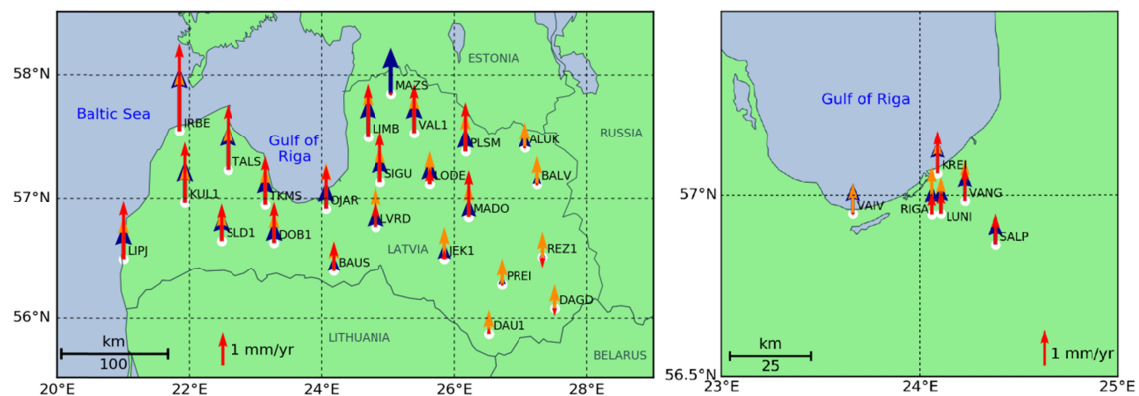 58°N
57°N
56°N
20°E
22°E
24°E
26°E
28°E
Baltic Sea
Gulf of
Riga
ESTONIA
RUSSIA
LATVIA
LITHUANIA
BELARUS
MAZS
IRBE
LIMB
VAL1
PLSM
ALUK
TALS
SIGU
LODE
BALV
KUL1
TKMS
OJAR
MADO
LVRD
SLD1
DOB1
LIPJ
BAUS
JEK1
REZ1
PREI
DAGD
DAU1
km
100
1 mm/yr
57°N
56.5°N
23°E
24°E
25°E
Gulf of Riga
KREI
VANG
VAIV
RIGA
LUNI
SALP
km
25
1 mm/yr